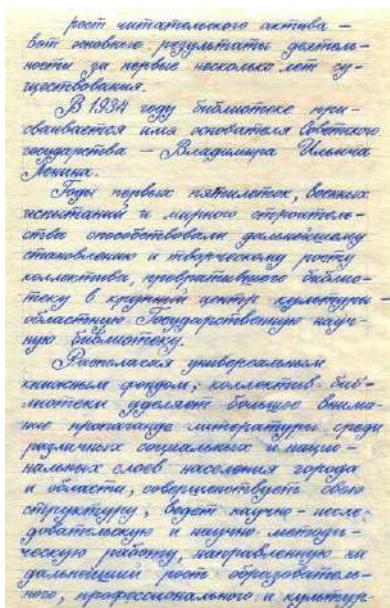 рост читательского актива —
вот основные результаты деятель-
ности за первые несколько лет су-
ществования.
В 1934 году библиотеке при-
сваивается имя основателя Советского
государства — Владимира Ильича
Ленина.
Годы первых пятилеток, военных
испытаний и мирного строитель-
ства способствовали дальнейшему
становлению и творческому росту
коллектива, превратившего библио-
теку в крупный центр культуры
областную Государственную науч-
ную библиотеку.
Располагая универсальным
книжным фондом, коллектив биб-
лиотеки уделяет большое внима-
ние пропаганде литературы среди
различных социальных и нацио-
нальных слоев населения города
и области, совершенствует свою
структуру, ведет научно-иссле-
довательскую и научно-методи-
ческую работу, направленную на
дальнейший рост образователь-
ного, профессионального и культур-